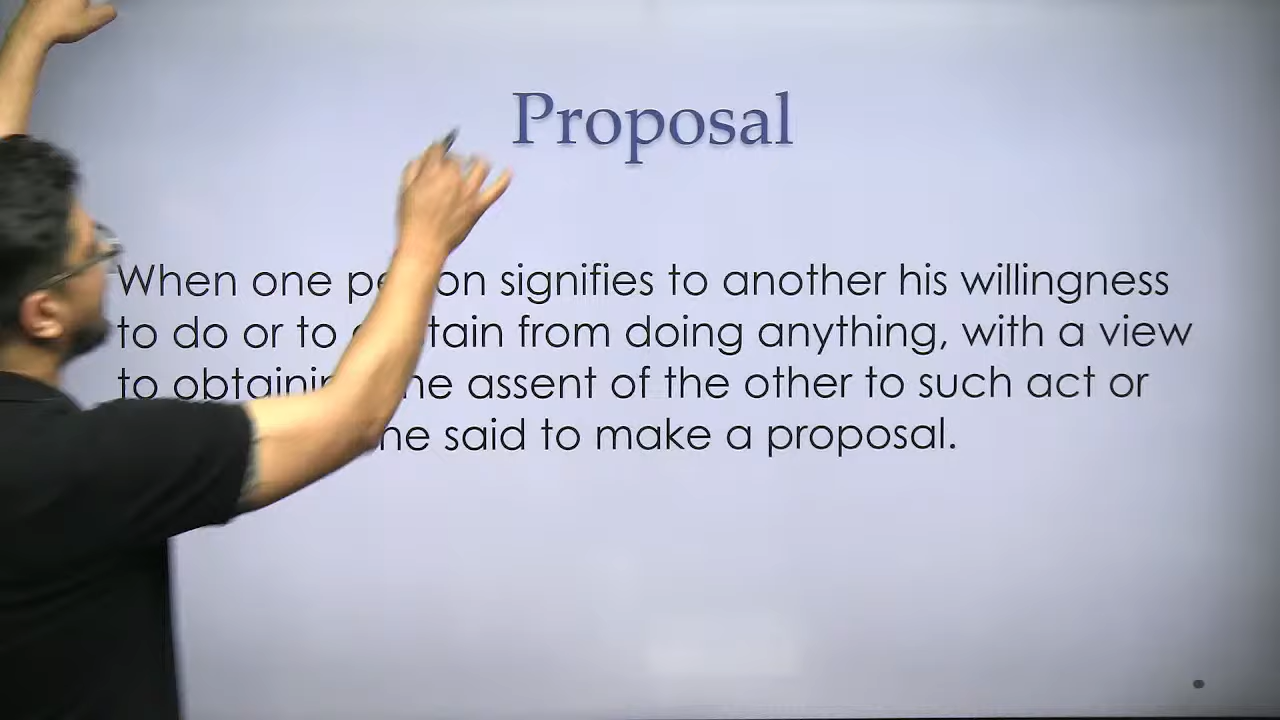 Proposal
When one on signifies to another his willingness
to do or to from doing anything, with a view
to assent of the other to such act or
said to make a proposal.